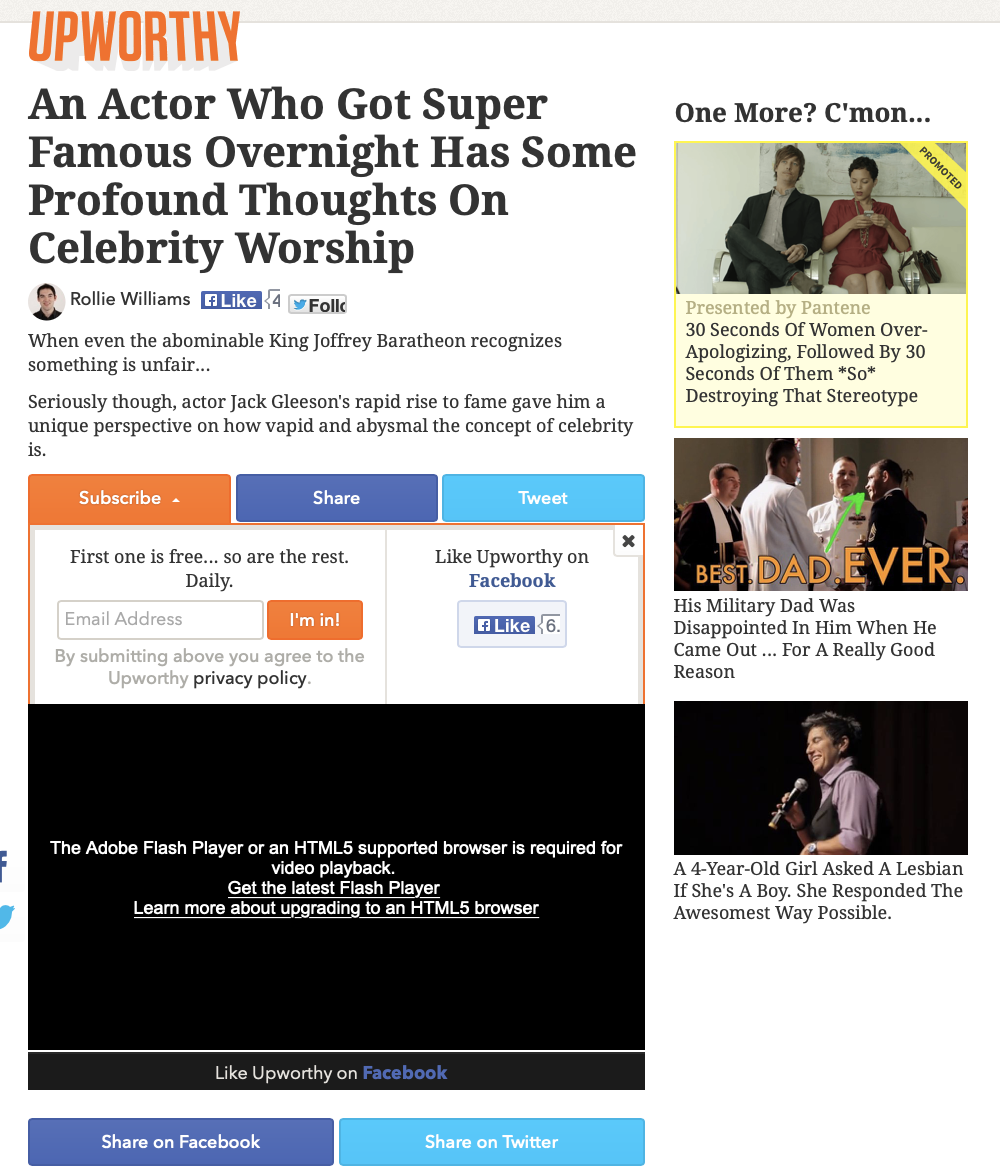 UPWORTHY
An Actor Who Got Super
Famous Overnight Has Some
Profound Thoughts On
Celebrity Worship
Rollie Williams
Like
4
When even the abominable King Joffrey Baratheon recognizes
something is unfair...
Seriously though, actor Jack Gleeson's rapid rise to fame gave him a
unique perspective on how vapid and abysmal the concept of celebrity
is.
Subscribe
Share
Tweet
First one is free... so are the rest.
Daily.
Email Address
I'm in!
By submitting above you agree to the
Upworthy privacy policy.
Like Upworthy on
Facebook
Like
6.
The Adobe Flash Player or an HTML5 supported browser is required for
video playback.
Get the latest Flash Player
Learn more about upgrading to an HTML5 browser
Like Upworthy on Facebook
Share on Facebook
Share on Twitter
One More? C'mon...
PROMOTED
Presented by Pantene
30 Seconds Of Women Over-
Apologizing, Followed By 30
Seconds Of Them *So*
Destroying That Stereotype
BEST. DAD. EVER.
His Military Dad Was
Disappointed In Him When He
Came Out ... For A Really Good
Reason
A 4-Year-Old Girl Asked A Lesbian
If She's A Boy. She Responded The
Awesomest Way Possible.